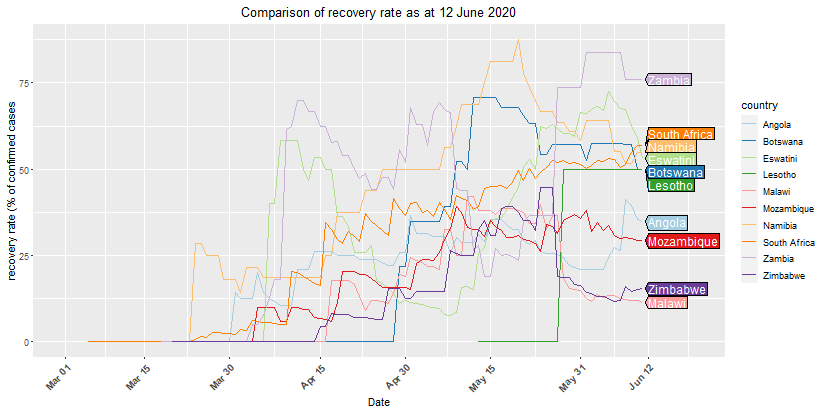 Comparison of recovery rate as at 12 June 2020
recovery rate (% of confirmed cases
75
50
25
0
Zambia
South Africa
Namibia
Eswatini
Botswana
Lesotho
Angola
Mozambique
Zimbabwe
Malawi
Mar 01
Mar 15
Mar 30
Apr 15
Apr 30
May 15
May 31
Jun 12
Date
country
Angola
Botswana
Eswatini
Lesotho
Malawi
Mozambique
Namibia
South Africa
Zambia
Zimbabwe